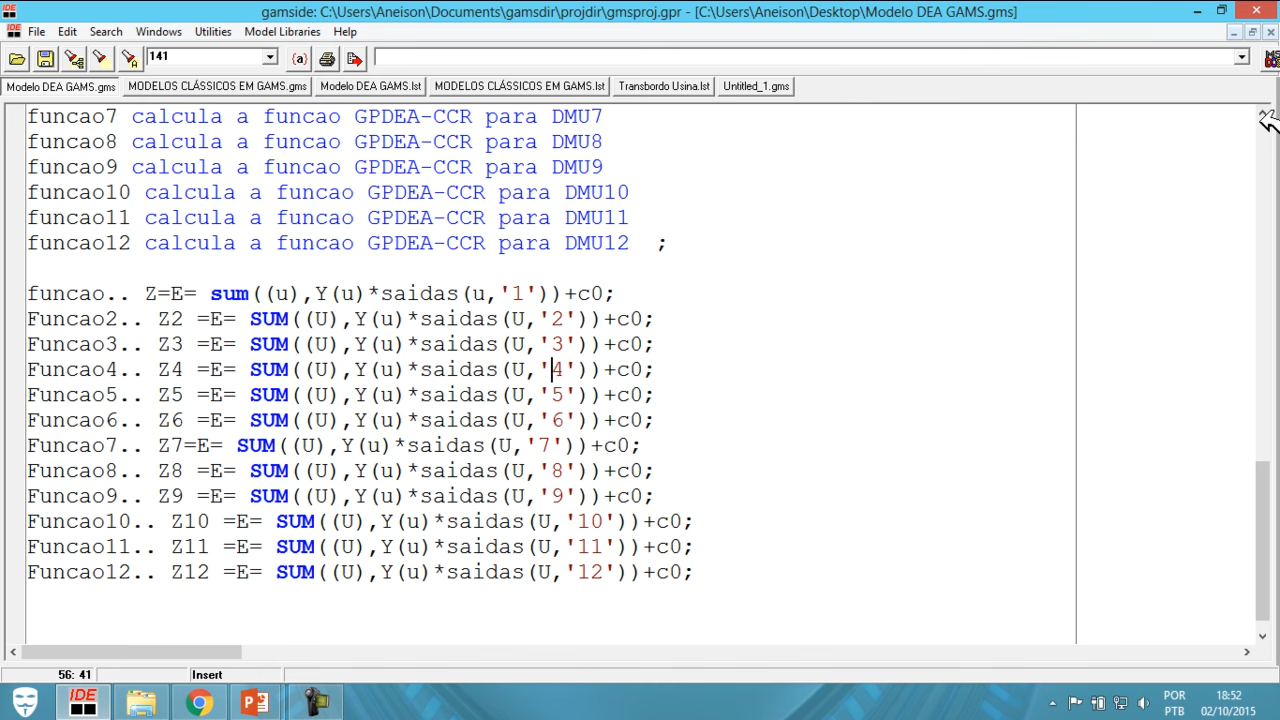 gamside: C:\Users\Aneison\Documents\gamsdir\projdir\gmsproj.gpr - [C:\Users\Aneison\Desktop\Modelo DEA GAMS.gms]
IDE File Edit Search Windows Utilities Model Libraries Help
141 {a}
Modelo DEA GAMS.gms MODELOS CLÁSSICOS EM GAMS.gms Modelo DEA GAMS.lst MODELOS CLÁSSICOS EM GAMS.lst Transbordo Usina.lst Untitled_1.gms
funcao7 calcula a funcao GPDEA-CCR para DMU7
funcao8 calcula a funcao GPDEA-CCR para DMU8
funcao9 calcula a funcao GPDEA-CCR para DMU9
funcao10 calcula a funcao GPDEA-CCR para DMU10
funcao11 calcula a funcao GPDEA-CCR para DMU11
funcao12 calcula a funcao GPDEA-CCR para DMU12 ;
funcao.. Z=E= sum((u),Y(u)*saidas(u,'1'))+c0;
Funcao2.. Z2 =E= SUM((U),Y(u)*saidas(U,'2'))+c0;
Funcao3.. Z3 =E= SUM((U),Y(u)*saidas(U,'3'))+c0;
Funcao4.. Z4 =E= SUM((U),Y(u)*saidas(U,'4'))+c0;
Funcao5.. Z5 =E= SUM((U),Y(u)*saidas(U,'5'))+c0;
Funcao6.. Z6 =E= SUM((U),Y(u)*saidas(U,'6'))+c0;
Funcao7.. Z7=E= SUM((U),Y(u)*saidas(U,'7'))+c0;
Funcao8.. Z8 =E= SUM((U),Y(u)*saidas(U,'8'))+c0;
Funcao9.. Z9 =E= SUM((U),Y(u)*saidas(U,'9'))+c0;
Funcao10.. Z10 =E= SUM((U),Y(u)*saidas(U,'10'))+c0;
Funcao11.. Z11 =E= SUM((U),Y(u)*saidas(U,'11'))+c0;
Funcao12.. Z12 =E= SUM((U),Y(u)*saidas(U,'12'))+c0;
56: 41 Insert
IDE POR 18:52
PTB 02/10/2015